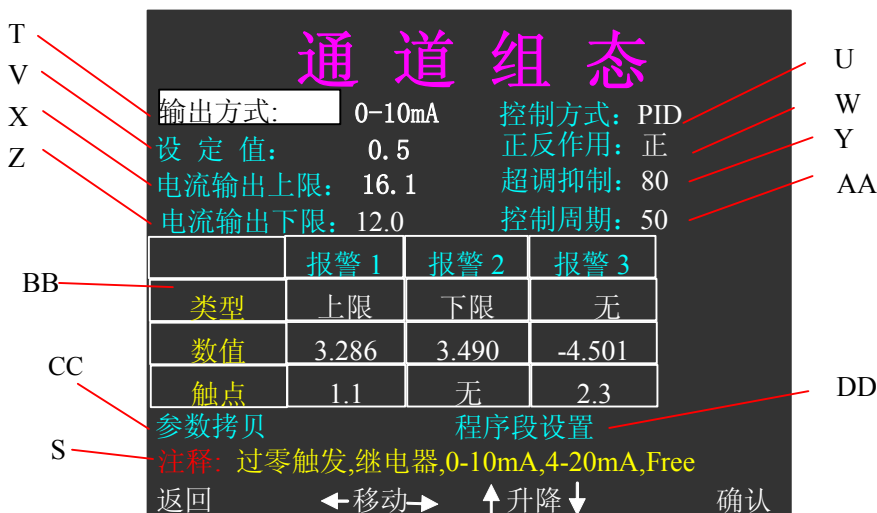 通 道 组 态
T
输出方式: 0-10mA 控制方式: PID
U
V
设 定 值: 0.5 正反作用: 正
W
X
电流输出上限: 16.1 超调抑制: 80
Y
Z
电流输出下限: 12.0 控制周期: 50
AA
报警 1 报警 2 报警 3
BB
类型 上限 下限 无
数值 3.286 3.490 -4.501
触点 1.1 无 2.3
CC
参数拷贝 程序段设置
DD
S
注释: 过零触发,继电器,0-10mA,4-20mA,Free
返回 移动 升降 确认